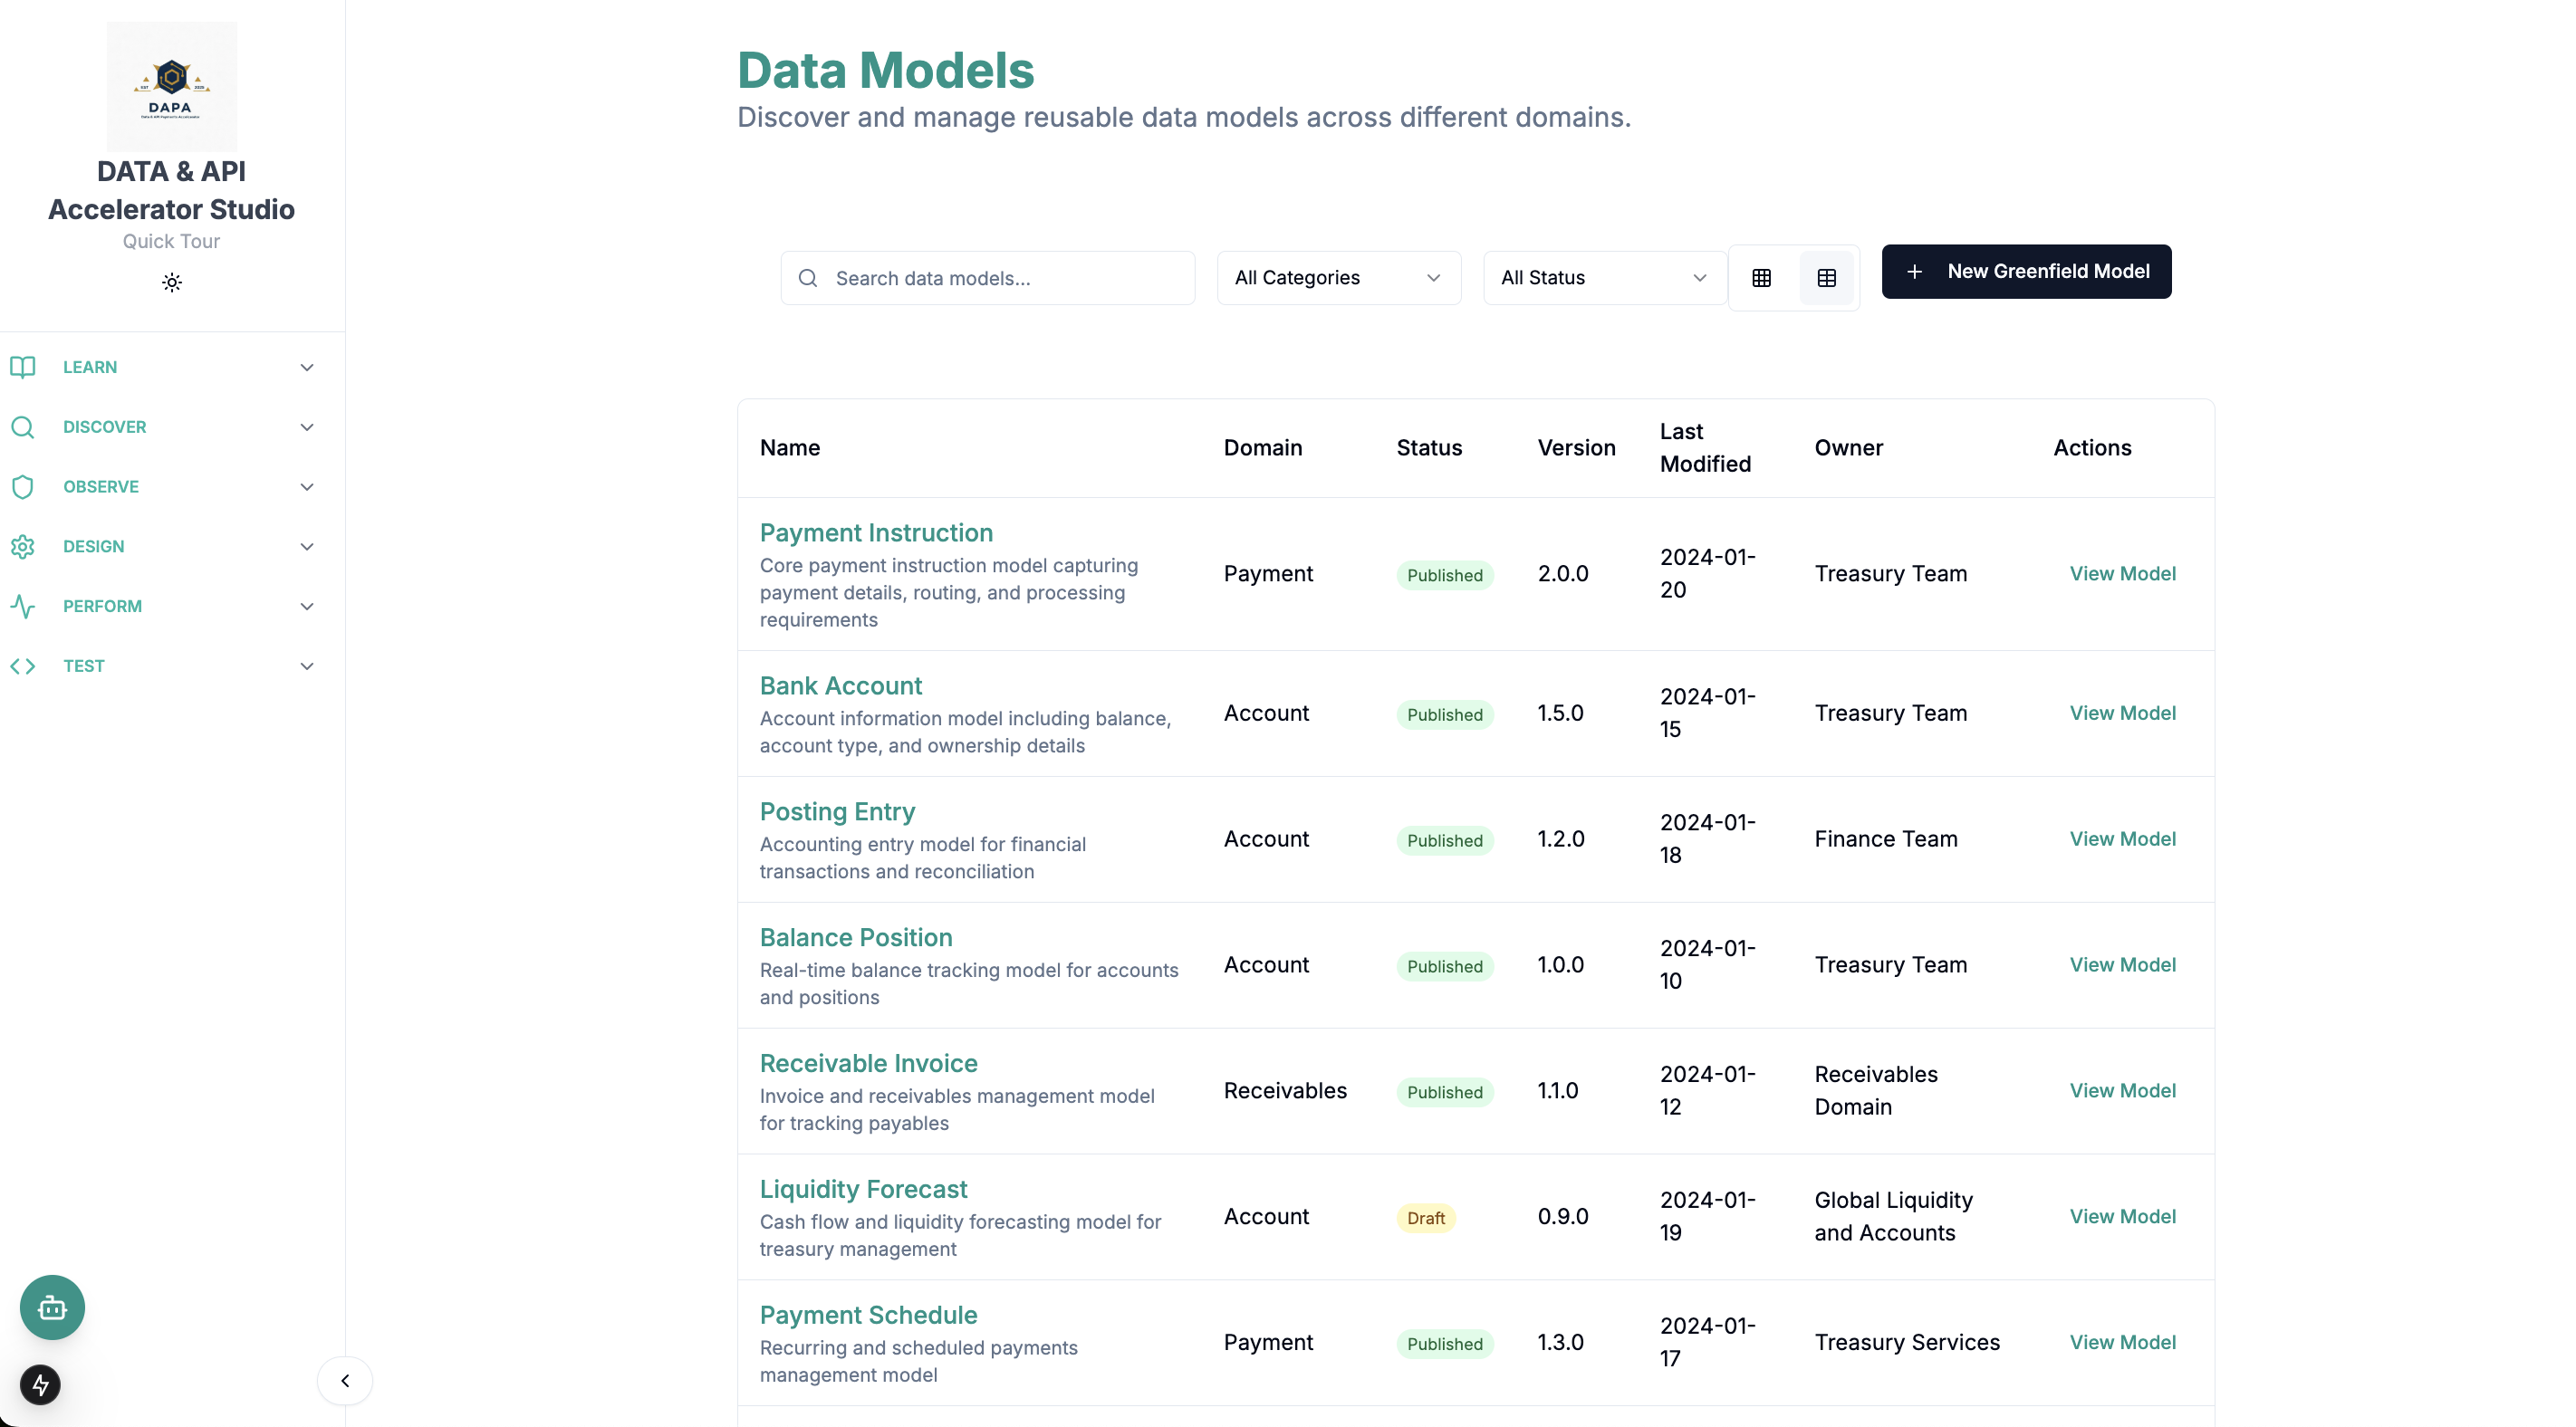 DAPA
DATA & API
Accelerator Studio
Quick Tour
LEARN
DISCOVER
OBSERVE
DESIGN
PERFORM
TEST
Data Models
Discover and manage reusable data models across different domains.
Search data models...
All Categories
All Status
New Greenfield Model
Name Domain Status Version Last Modified Owner Actions
Payment Instruction
Core payment instruction model capturing
payment details, routing, and processing
requirements
Payment Published 2.0.0 2024-01-20 Treasury Team View Model
Bank Account
Account information model including balance,
account type, and ownership details
Account Published 1.5.0 2024-01-15 Treasury Team View Model
Posting Entry
Accounting entry model for financial
transactions and reconciliation
Account Published 1.2.0 2024-01-18 Finance Team View Model
Balance Position
Real-time balance tracking model for accounts
and positions
Account Published 1.0.0 2024-01-10 Treasury Team View Model
Receivable Invoice
Invoice and receivables management model
for tracking payables
Receivables Published 1.1.0 2024-01-12 Receivables Domain View Model
Liquidity Forecast
Cash flow and liquidity forecasting model for
treasury management
Account Draft 0.9.0 2024-01-19 Global Liquidity and Accounts View Model
Payment Schedule
Recurring and scheduled payments
management model
Payment Published 1.3.0 2024-01-17 Treasury Services View Model